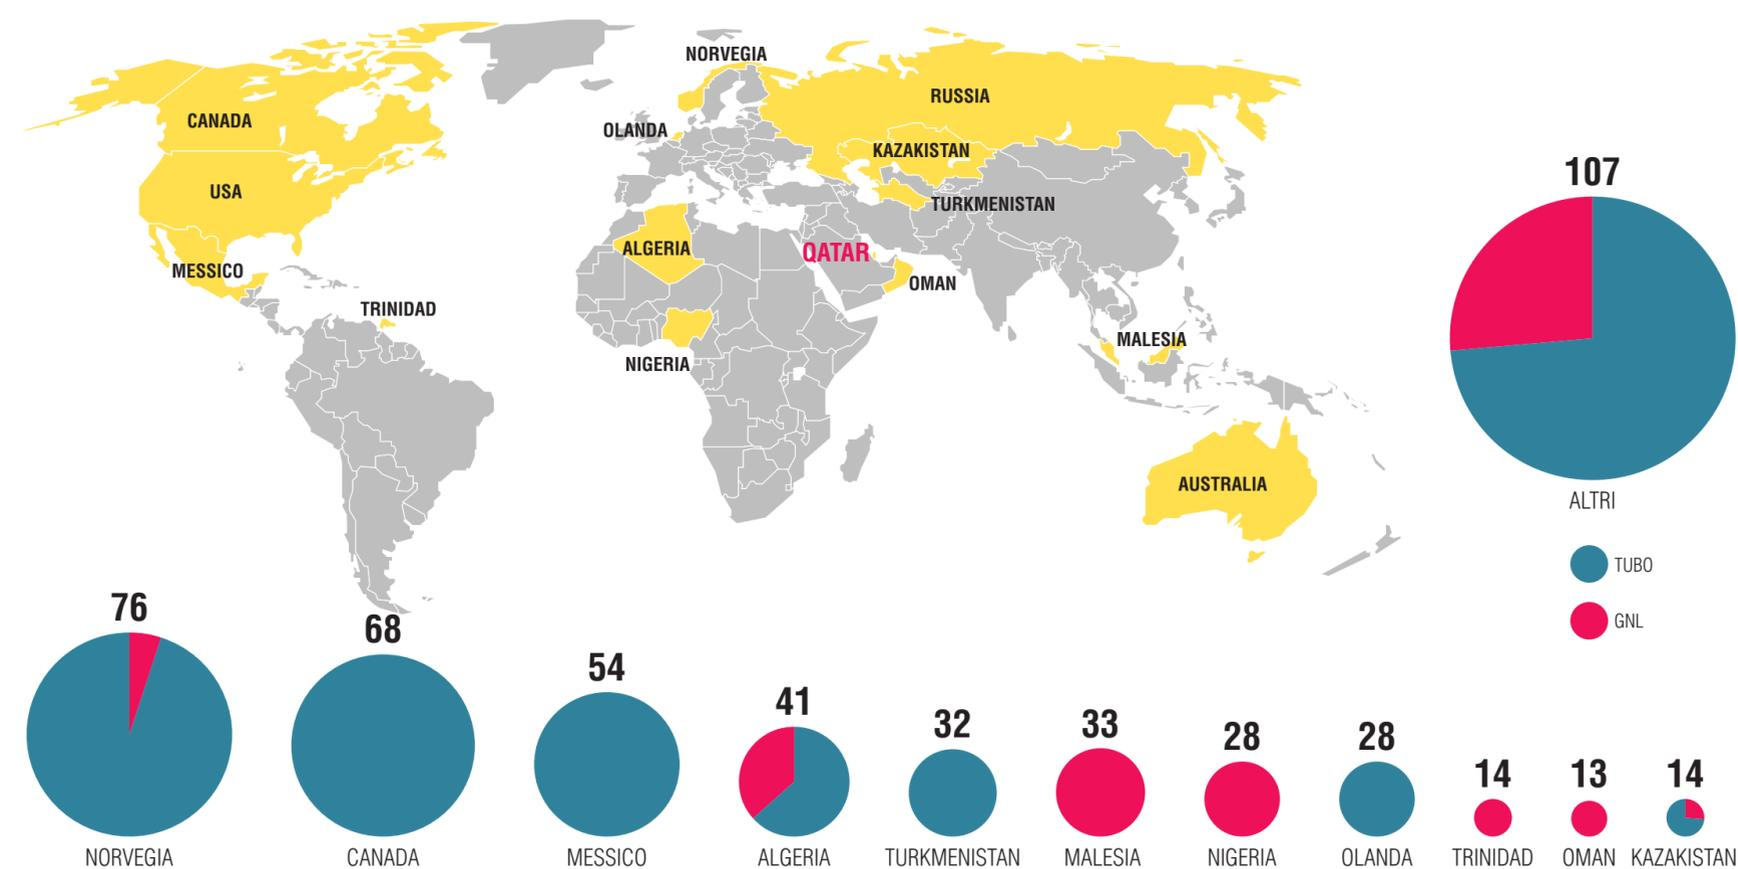 NORVEGIA
RUSSIA
CANADA
OLANDA
KAZAKISTAN
USA
TURKMENISTAN
ALGERIA
QATAR
MESSICO
OMAN
TRINIDAD
MALESIA
NIGERIA
AUSTRALIA
107
ALTRI
TUBO
GNL
76
68
54
41
32
33
28
28
14
13
14
NORVEGIA
CANADA
MESSICO
ALGERIA
TURKMENISTAN
MALESIA
NIGERIA
OLANDA
TRINIDAD
OMAN
KAZAKISTAN